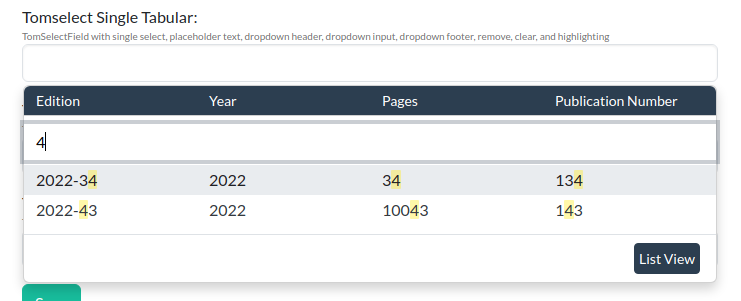 Tomselect Single Tabular:
TomSelectField with single select, placeholder text, dropdown header, dropdown input, dropdown footer, remove, clear, and highlighting
Edition Year Pages Publication Number
4
2022-34 2022 34 134
2022-43 2022 10043 143
List View